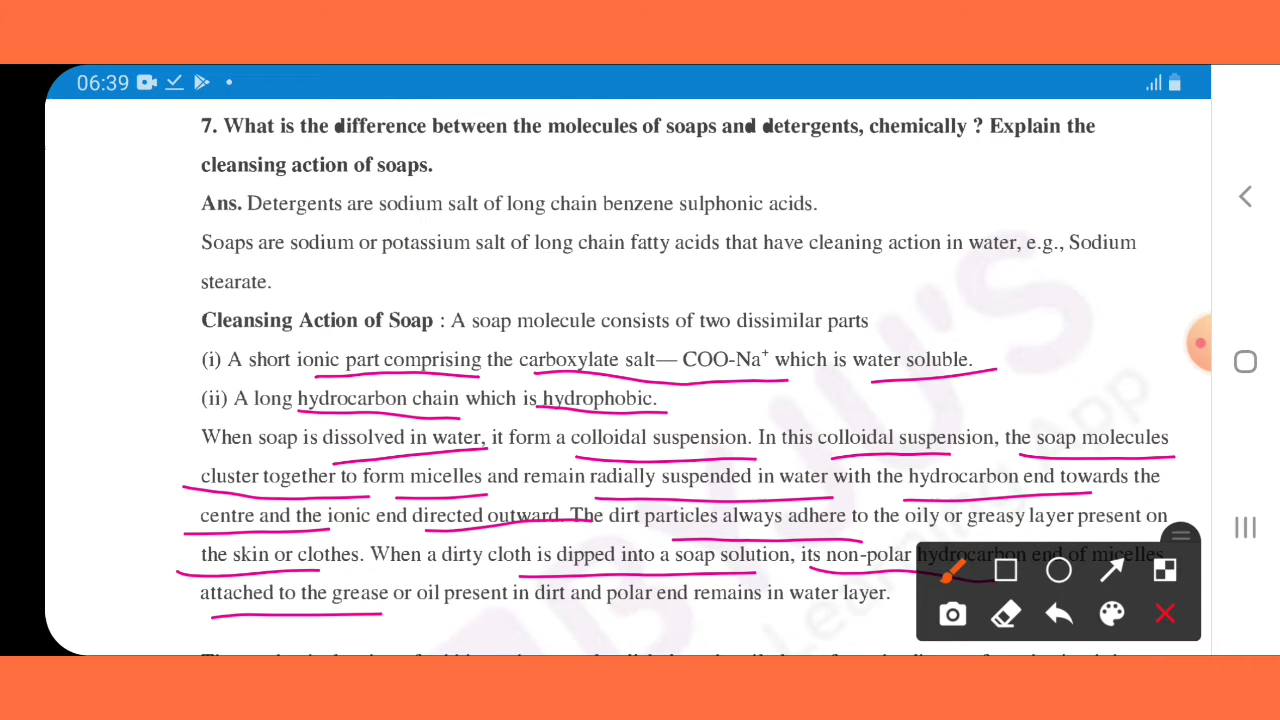 06:39
7. What is the difference between the molecules of soaps and detergents, chemically ? Explain the
cleansing action of soaps.
Ans. Detergents are sodium salt of long chain benzene sulphonic acids.
Soaps are sodium or potassium salt of long chain fatty acids that have cleaning action in water, e.g., Sodium
stearate.
Cleansing Action of Soap : A soap molecule consists of two dissimilar parts
(i) A short ionic part comprising the carboxylate salt— COO-Na⁺ which is water soluble.
(ii) A long hydrocarbon chain which is hydrophobic.
When soap is dissolved in water, it form a colloidal suspension. In this colloidal suspension, the soap molecules
cluster together to form micelles and remain radially suspended in water with the hydrocarbon end towards the
centre and the ionic end directed outward. The dirt particles always adhere to the oily or greasy layer present on
the skin or clothes. When a dirty cloth is dipped into a soap solution, its non-polar hydrocarbon end of micelles
attached to the grease or oil present in dirt and polar end remains in water layer.
BYJU'S
Learning App